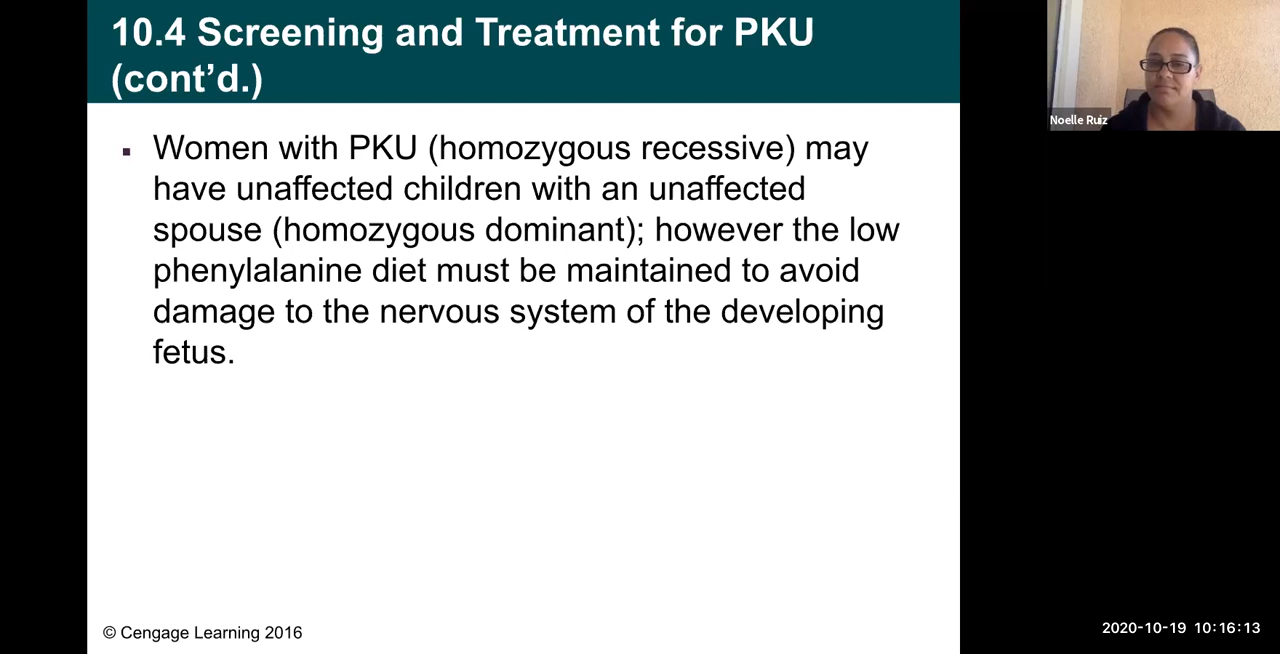 10.4 Screening and Treatment for PKU
(cont’d.)
Noelle Ruiz
▪ Women with PKU (homozygous recessive) may
have unaffected children with an unaffected
spouse (homozygous dominant); however the low
phenylalanine diet must be maintained to avoid
damage to the nervous system of the developing
fetus.
© Cengage Learning 2016
2020-10-19 10:16:13